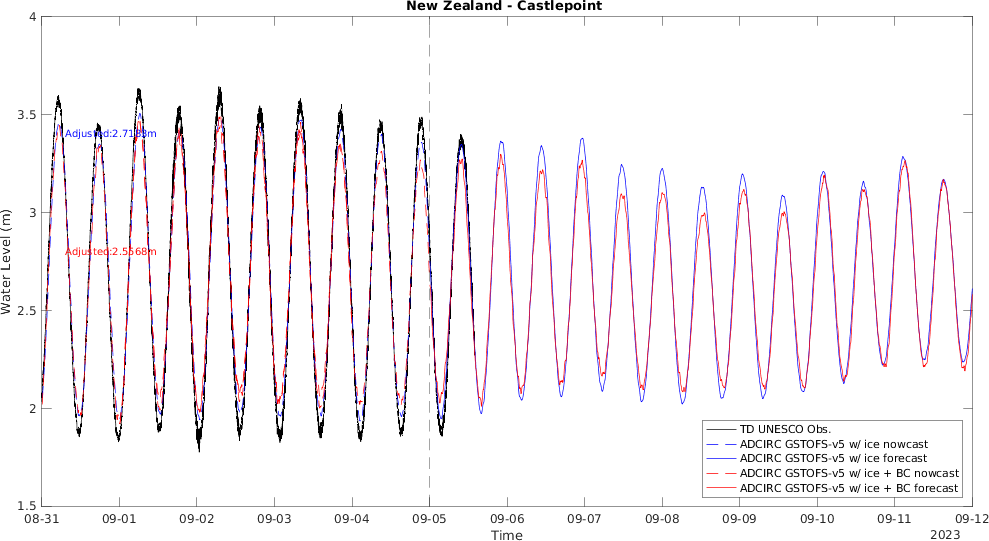 New Zealand - Castlepoint
4
3.5
3
2.5
2
1.5
Water Level (m)
Adjusted:2.7183m
Adjusted:2.5568m
TD UNESCO Obs.
ADCIRC GSTOFS-v5 w/ ice nowcast
ADCIRC GSTOFS-v5 w/ ice forecast
ADCIRC GSTOFS-v5 w/ ice + BC nowcast
ADCIRC GSTOFS-v5 w/ ice + BC forecast
08-31 09-01 09-02 09-03 09-04 09-05 09-06 09-07 09-08 09-09 09-10 09-11 09-12
Time
2023